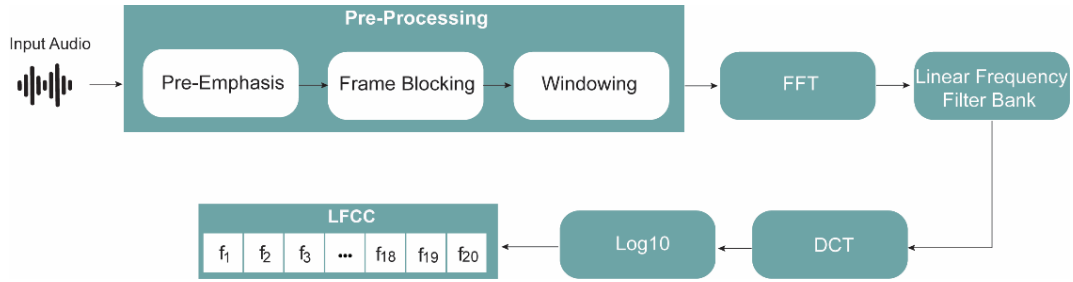 Pre-Processing
Input Audio
Pre-Emphasis
Frame Blocking
Windowing
FFT
Linear Frequency
Filter Bank
LFCC
f1 f2 f3 ... f18 f19 f20
Log10
DCT